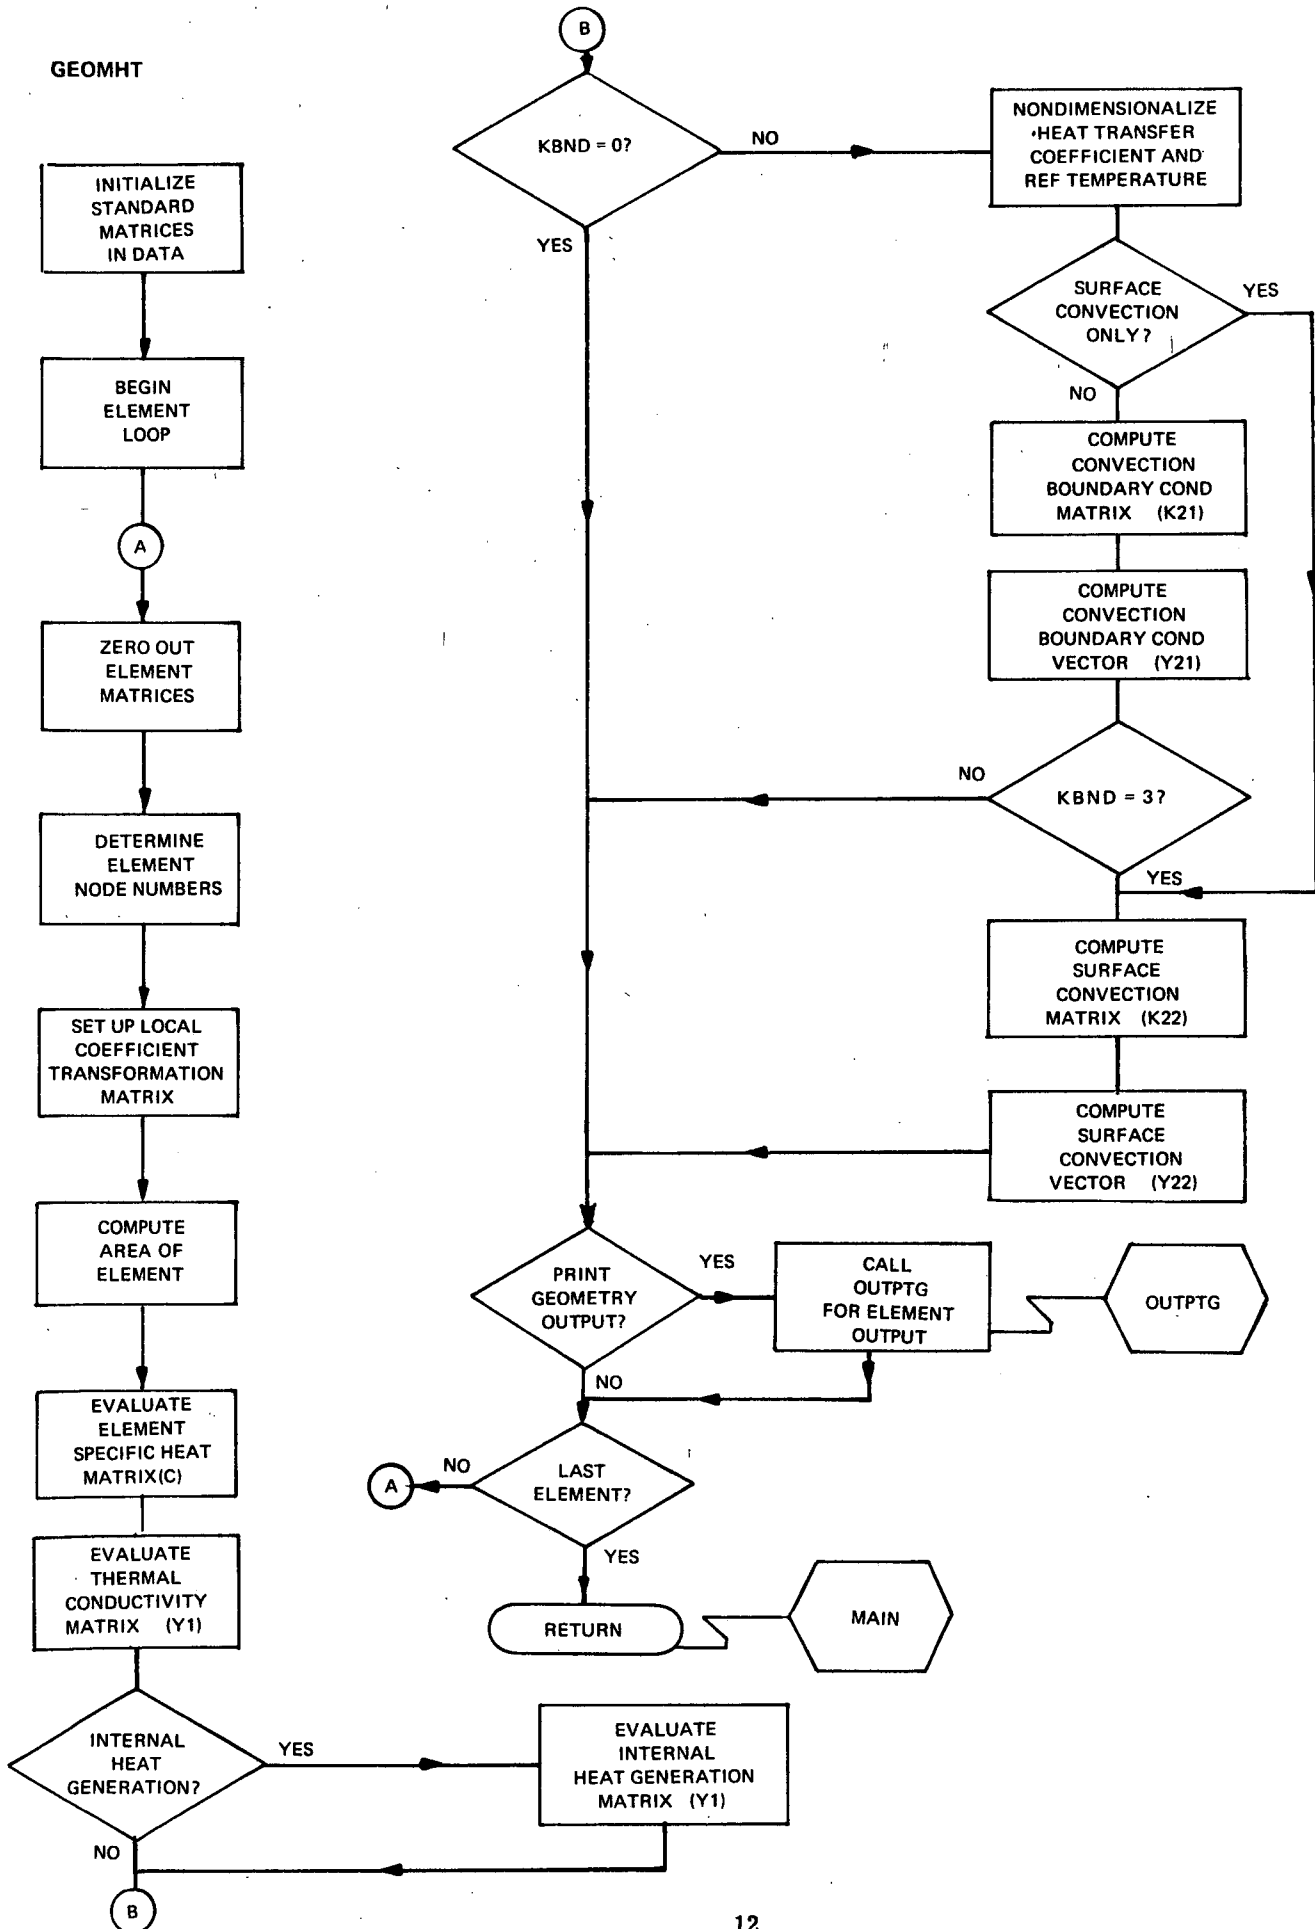 GEOMHT
INITIALIZE
STANDARD
MATRICES
IN DATA
BEGIN
ELEMENT
LOOP
A
ZERO OUT
ELEMENT
MATRICES
DETERMINE
ELEMENT
NODE NUMBERS
SET UP LOCAL
COEFFICIENT
TRANSFORMATION
MATRIX
COMPUTE
AREA OF
ELEMENT
EVALUATE
ELEMENT
SPECIFIC HEAT
MATRIX(C)
EVALUATE
THERMAL
CONDUCTIVITY
MATRIX (Y1)
INTERNAL
HEAT
GENERATION?
YES
EVALUATE
INTERNAL
HEAT GENERATION
MATRIX (Y1)
NO
B
B
KBND = 0?
NO
YES
NONDIMENSIONALIZE
HEAT TRANSFER
COEFFICIENT AND
REF TEMPERATURE
SURFACE
CONVECTION
ONLY?
YES
NO
COMPUTE
CONVECTION
BOUNDARY COND
MATRIX (K21)
COMPUTE
CONVECTION
BOUNDARY COND
VECTOR (Y21)
KBND = 3?
NO
YES
COMPUTE
SURFACE
CONVECTION
MATRIX (K22)
COMPUTE
SURFACE
CONVECTION
VECTOR (Y22)
PRINT
GEOMETRY
OUTPUT?
YES
CALL
OUTPTG
FOR ELEMENT
OUTPUT
OUTPTG
NO
LAST
ELEMENT?
NO
A
YES
RETURN
MAIN
12